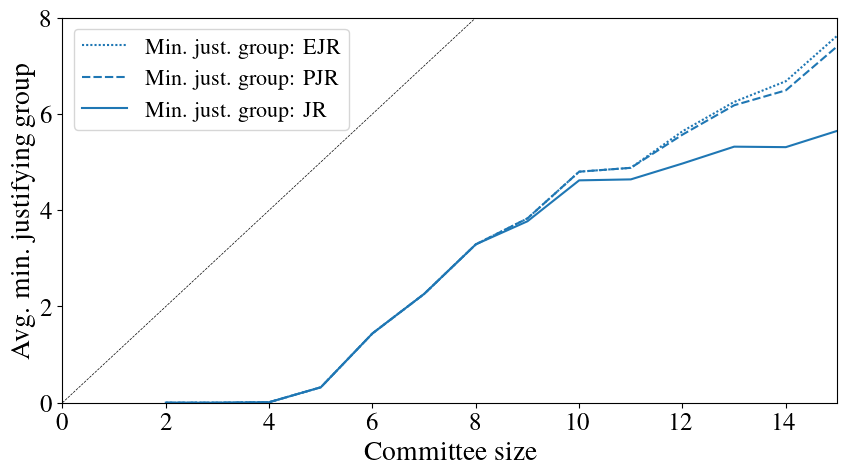 Min. just. group: EJR
Min. just. group: PJR
Min. just. group: JR
Avg. min. justifying group
8
6
4
2
0
0 2 4 6 8 10 12 14
Committee size